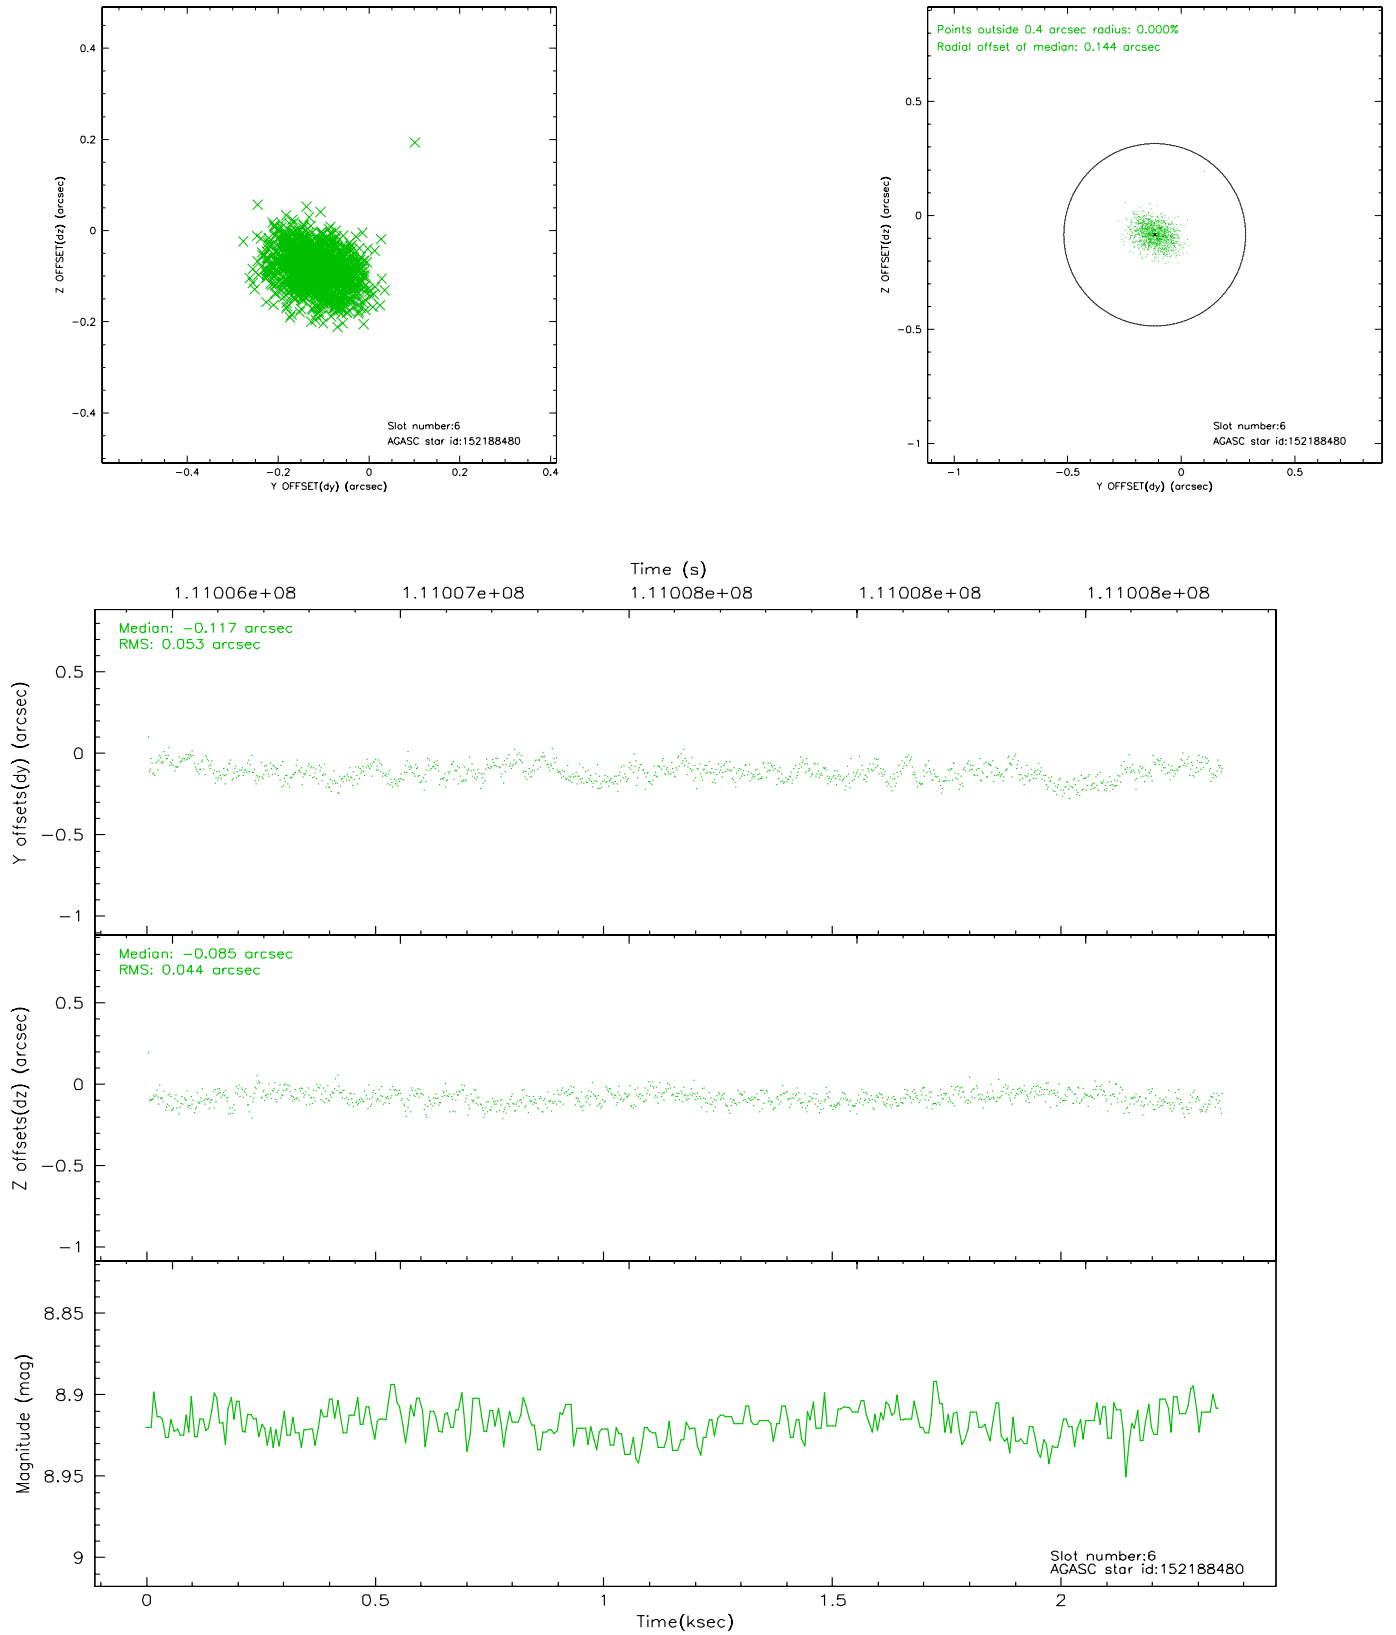 0.4
0.2
0
−0.2
−0.4
Z OFFSET(dz) (arcsec)
Slot number:6
AGASC star id:152188480
−0.4 −0.2 0 0.2 0.4
Y OFFSET(dy) (arcsec)
Points outside 0.4 arcsec radius: 0.000%
Radial offset of median: 0.144 arcsec
0.5
0
−0.5
−1
Z OFFSET(dz) (arcsec)
Slot number:6
AGASC star id:152188480
−1 −0.5 0 0.5
Y OFFSET(dy) (arcsec)
Time (s)
1.11006e+08 1.11007e+08 1.11008e+08 1.11008e+08 1.11008e+08
Median: −0.117 arcsec
RMS: 0.053 arcsec
0.5
0
−0.5
−1
Y offsets(dy) (arcsec)
Median: −0.085 arcsec
RMS: 0.044 arcsec
0.5
0
−0.5
−1
Z offsets(dz) (arcsec)
8.85
8.9
8.95
9
Magnitude (mag)
Slot number:6
AGASC star id:152188480
0 0.5 1 1.5 2
Time(ksec)